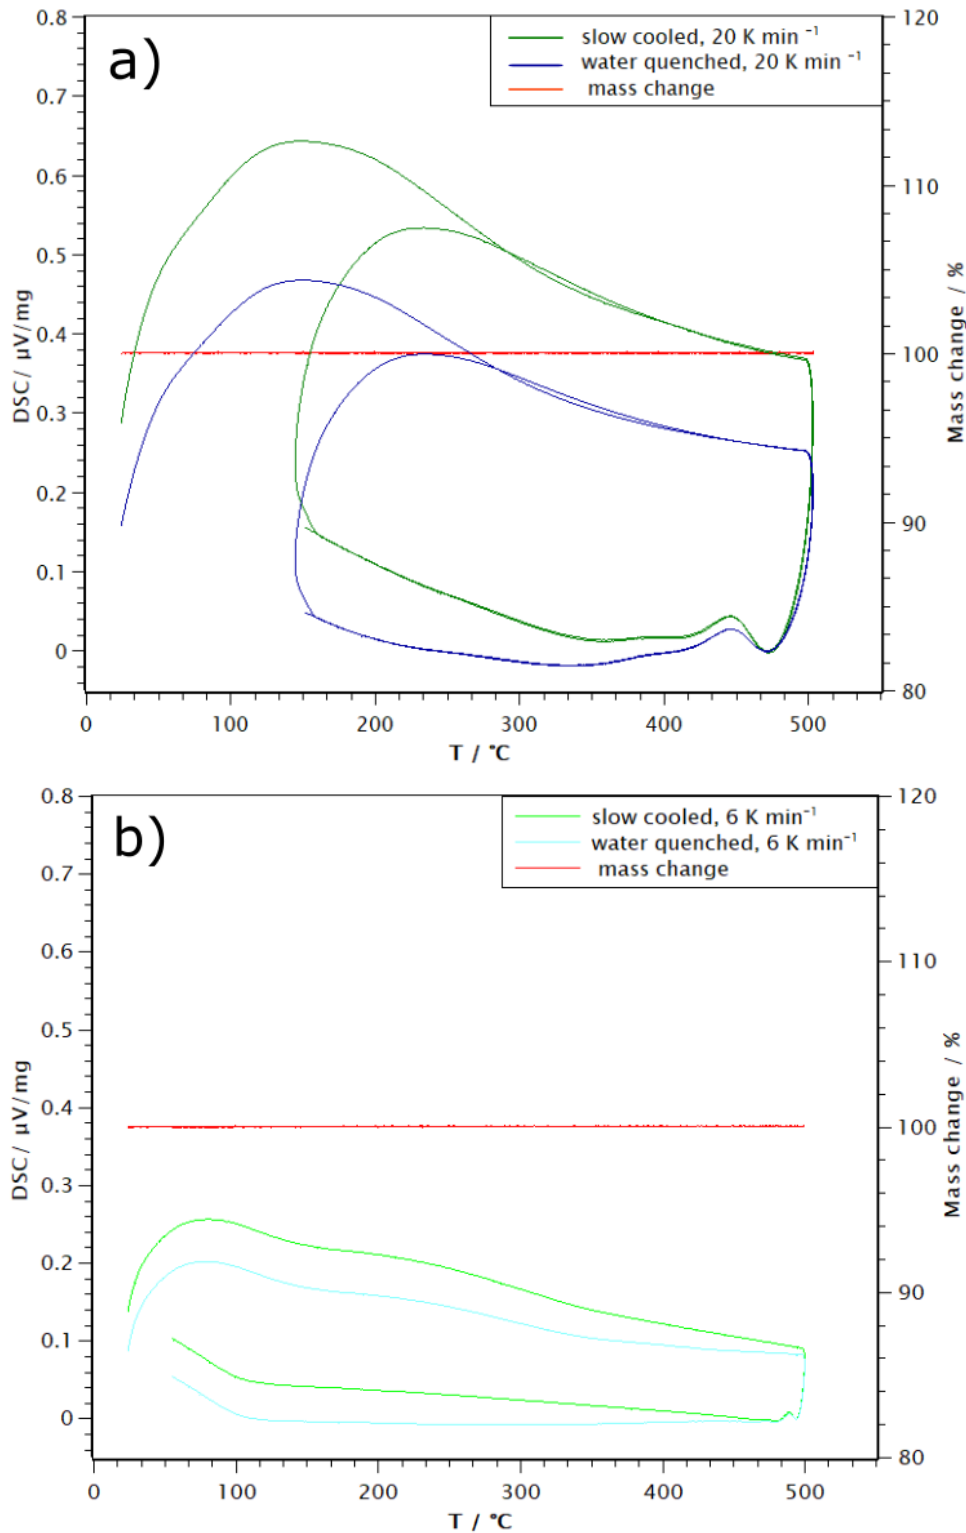 a)
slow cooled, 20 K min ⁻¹
water quenched, 20 K min ⁻¹
mass change
0.8
0.7
0.6
0.5
0.4
0.3
0.2
0.1
0
DSC/ µV/mg
120
110
100
90
80
Mass change / %
0 100 200 300 400 500
T / °C
b)
slow cooled, 6 K min⁻¹
water quenched, 6 K min⁻¹
mass change
0.8
0.7
0.6
0.5
0.4
0.3
0.2
0.1
0
DSC/ µV/mg
120
110
100
90
80
Mass change / %
0 100 200 300 400 500
T / °C